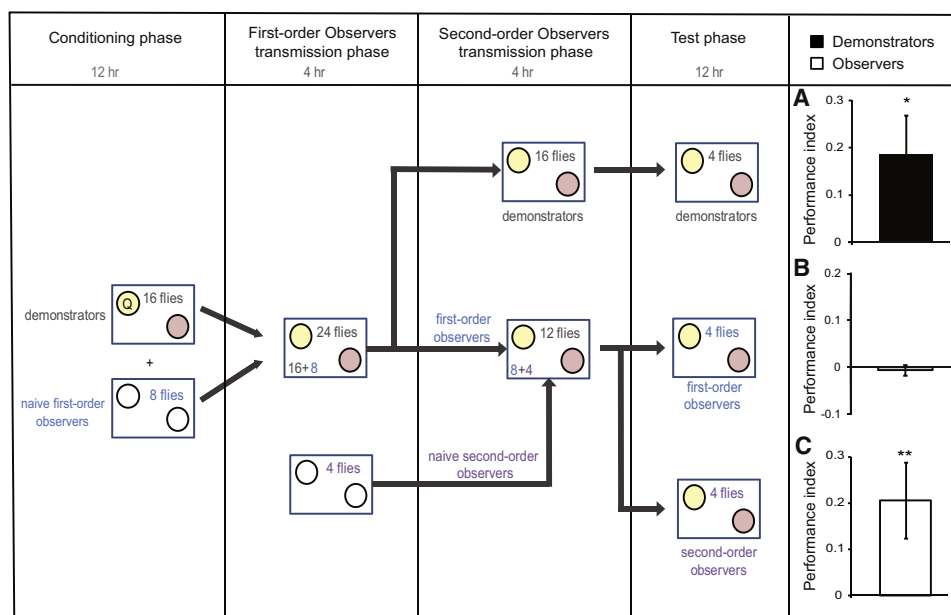 Conditioning phase
12 hr
First-order Observers
transmission phase
4 hr
Second-order Observers
transmission phase
4 hr
Test phase
12 hr
Demonstrators
Observers
demonstrators
Q
16 flies
+
naive first-order
observers
8 flies
24 flies
16+8
4 flies
16 flies
demonstrators
first-order
observers
12 flies
8+4
naive second-order
observers
4 flies
demonstrators
4 flies
first-order
observers
4 flies
second-order
observers
A
Performance index
0.3
0.2
0.1
0
*
B
Performance index
0.2
0.1
0
-0.1
C
Performance index
0.3
0.2
0.1
0
**